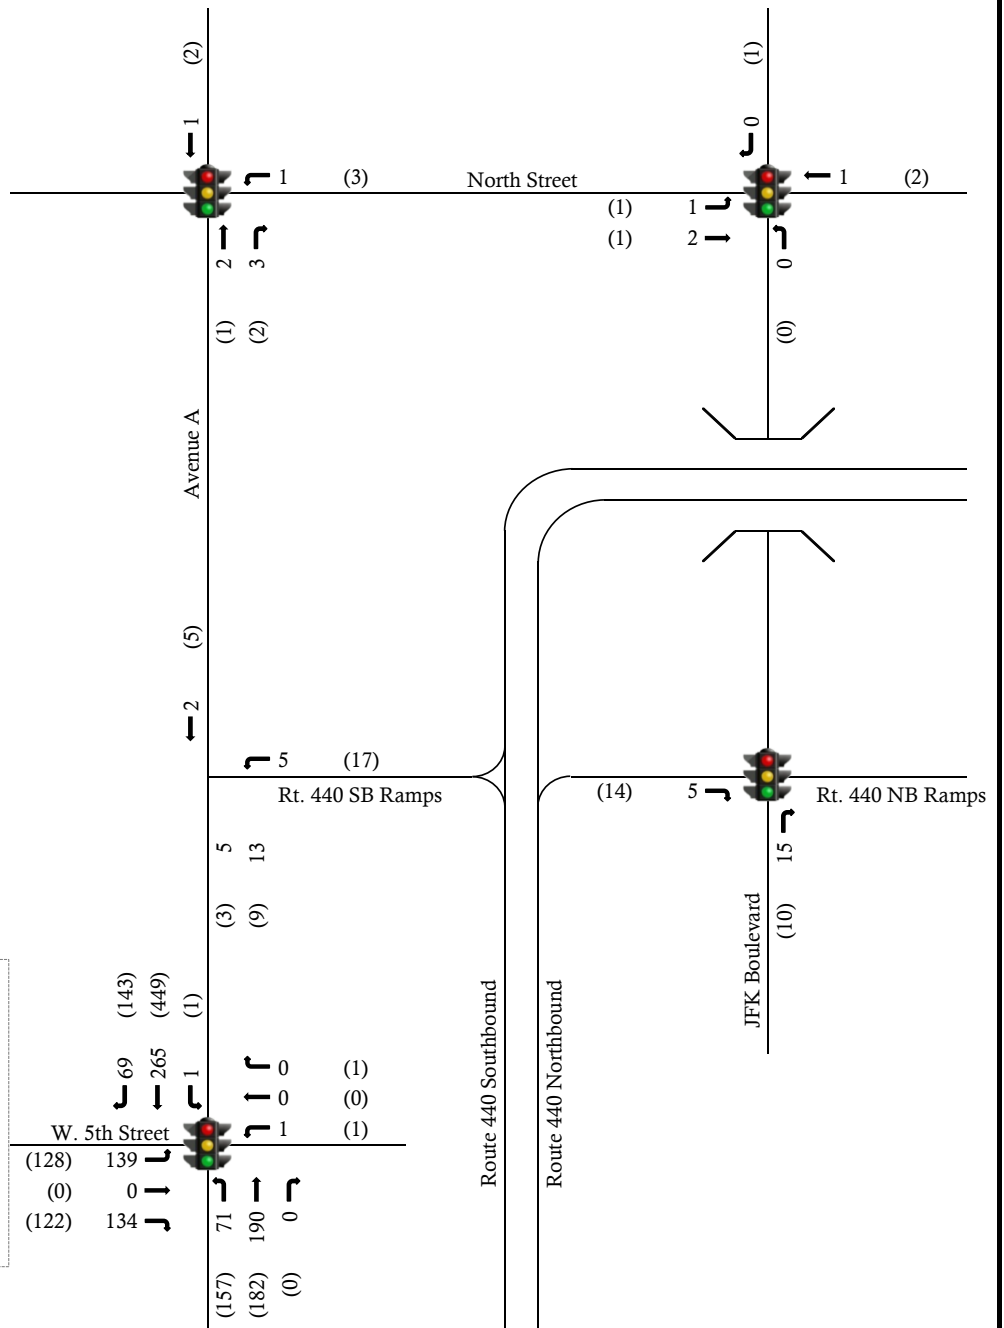 (2)
(1)
1
0
1 (3)
North Street
1 (2)
(1) 1
(1) 2
2 3
0
(1) (2)
(0)
Avenue A
(5)
2
5 (17)
Rt. 440 SB Ramps
(14) 5
Rt. 440 NB Ramps
5 13
15
(3) (9)
(10)
JFK Boulevard
(143) (449) (1)
69 265 1
Route 440 Southbound
Route 440 Northbound
0 (1)
0 (0)
1 (1)
W. 5th Street
(128) 139
(0) 0
(122) 134
71 190 0
(157) (182) (0)